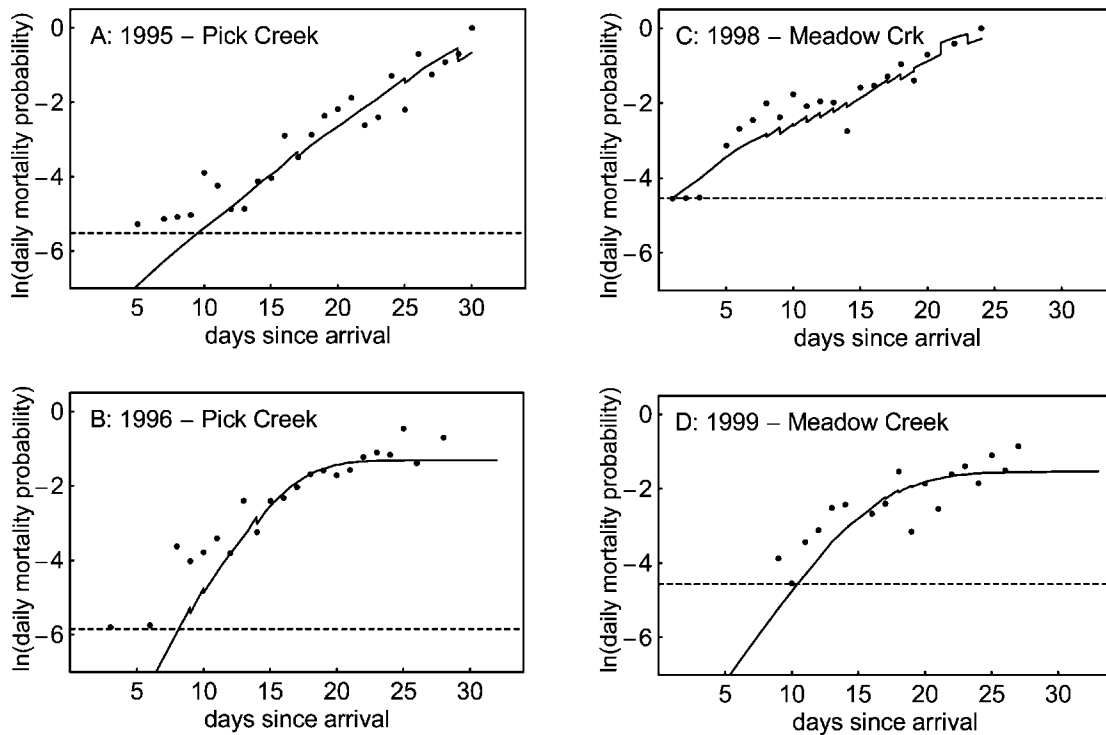 A: 1995 – Pick Creek
ln(daily mortality probability)
0
−2
−4
−6
5 10 15 20 25 30
days since arrival
C: 1998 – Meadow Crk
ln(daily mortality probability)
0
−2
−4
−6
5 10 15 20 25 30
days since arrival
B: 1996 – Pick Creek
ln(daily mortality probability)
0
−2
−4
−6
5 10 15 20 25 30
days since arrival
D: 1999 – Meadow Creek
ln(daily mortality probability)
0
−2
−4
−6
5 10 15 20 25 30
days since arrival